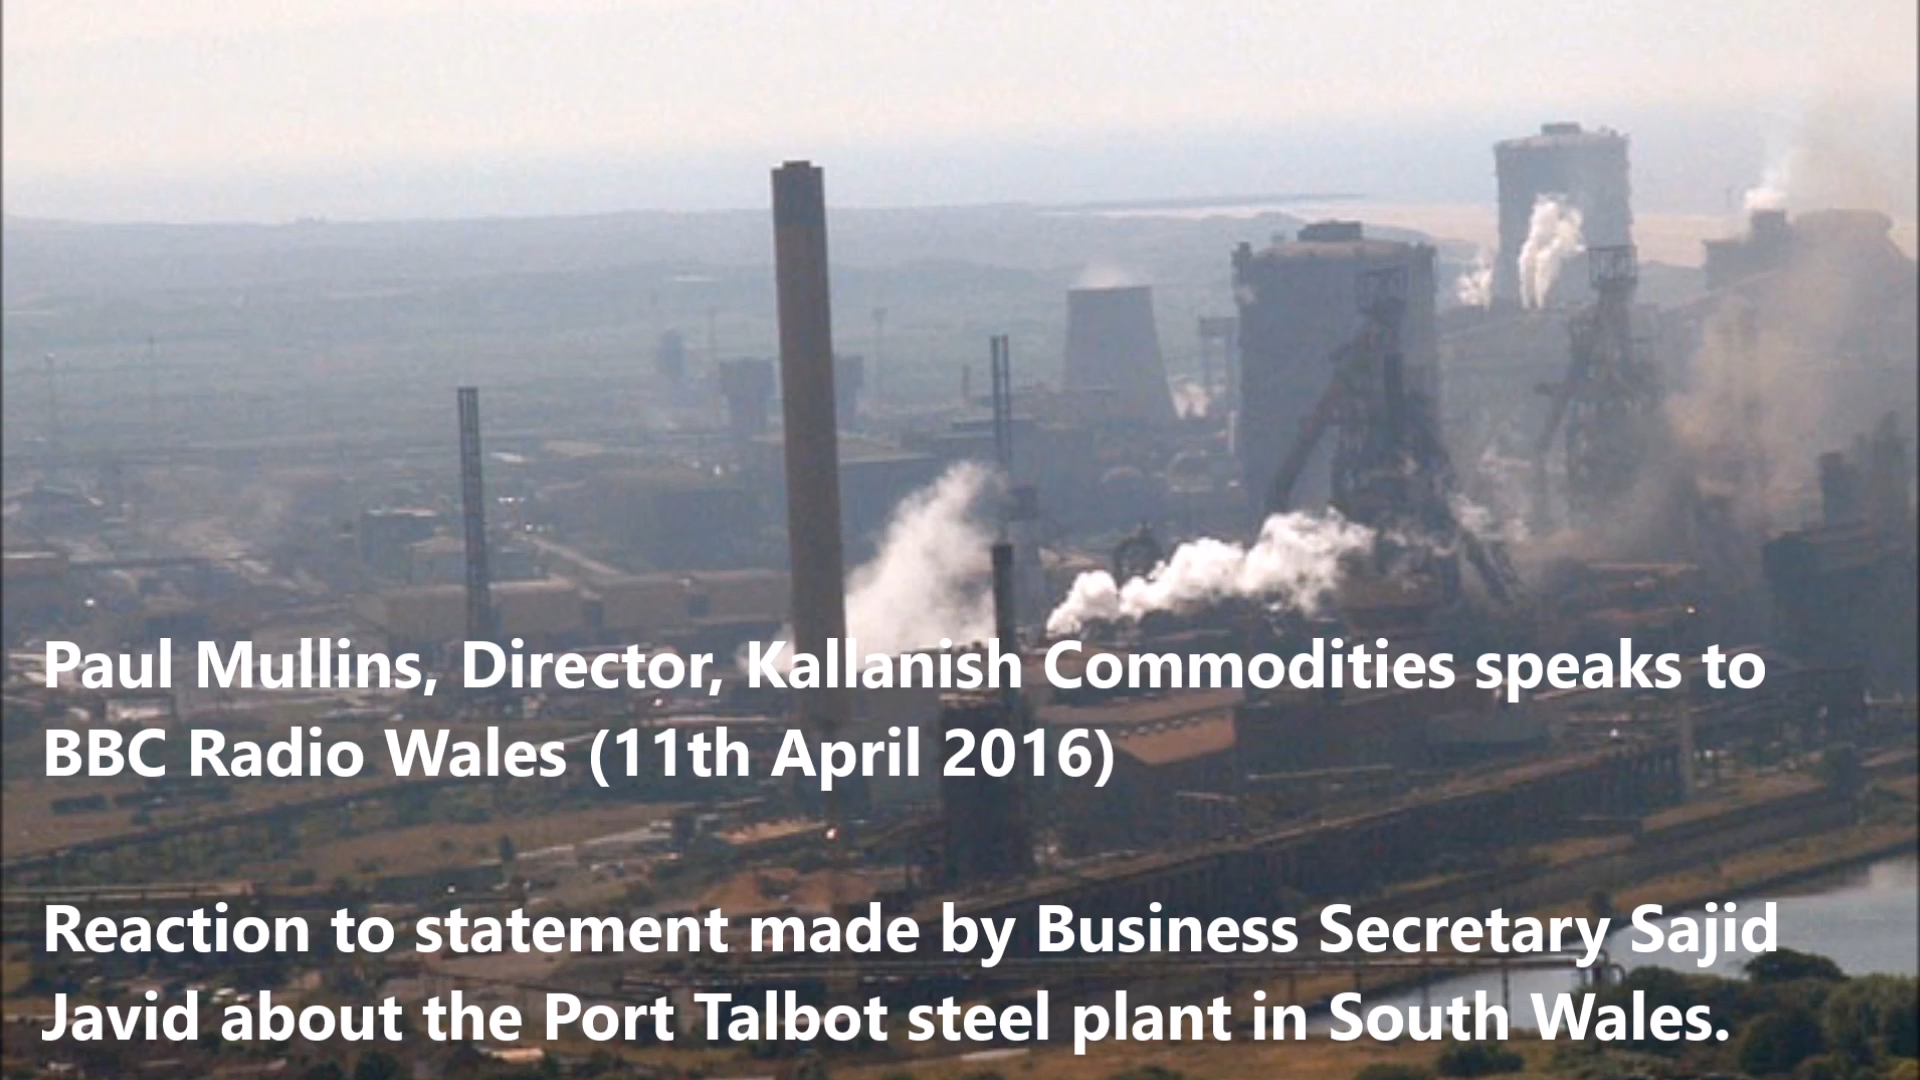 Paul Mullins, Director, Kallanish Commodities speaks to
BBC Radio Wales (11th April 2016)
Reaction to statement made by Business Secretary Sajid
Javid about the Port Talbot steel plant in South Wales.